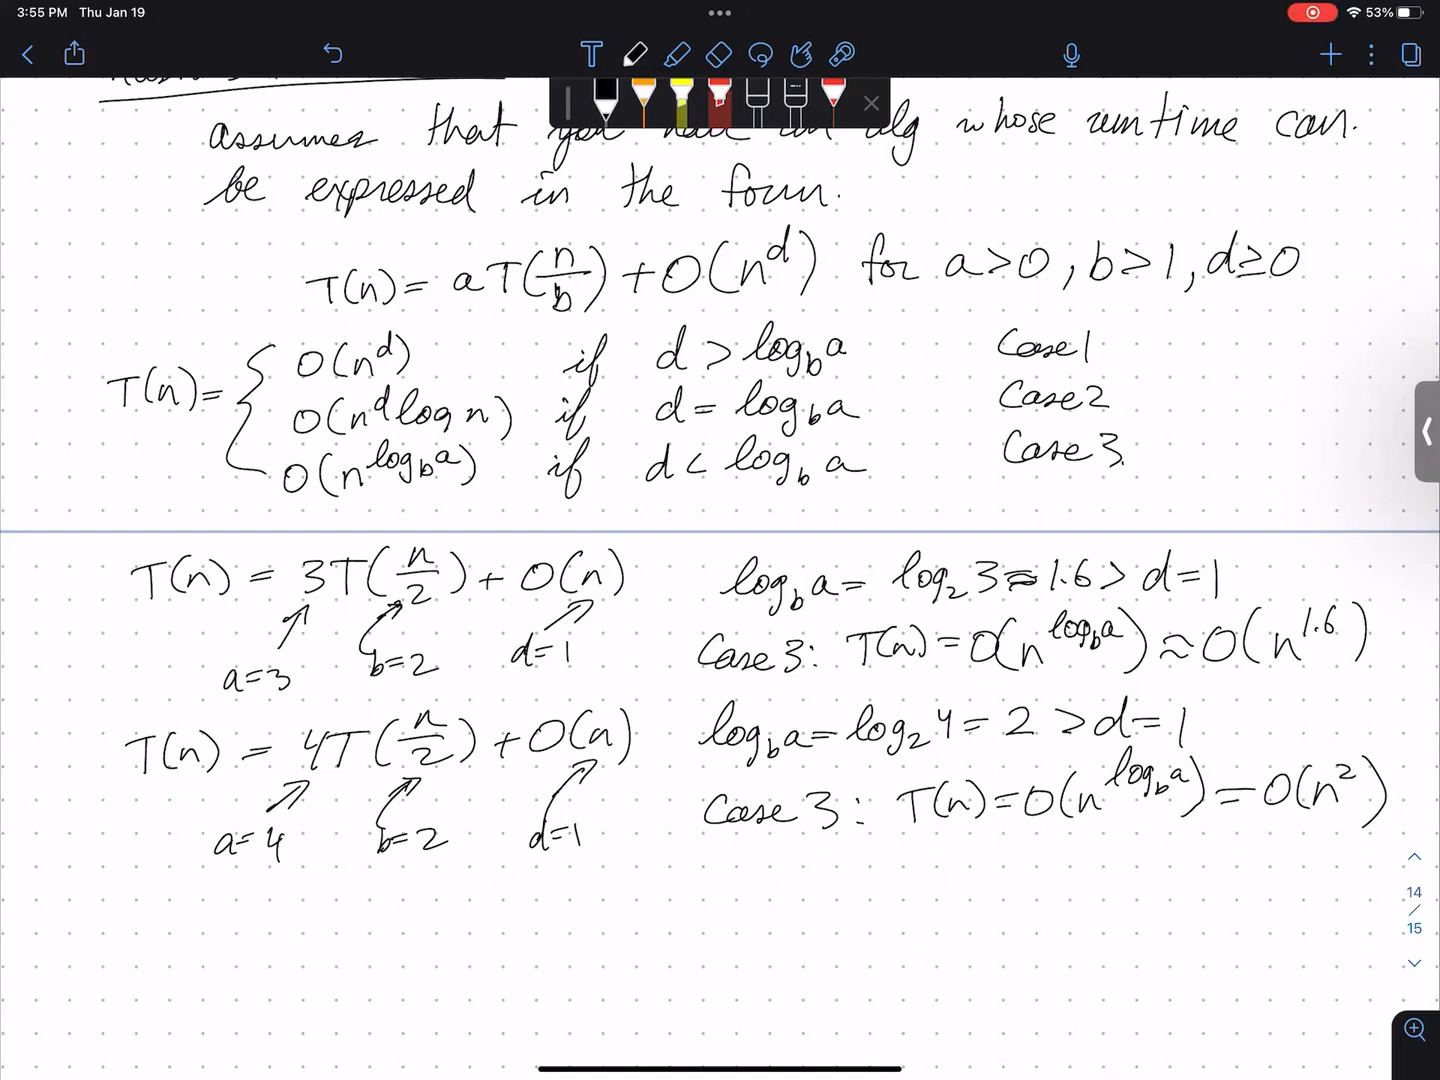 3:55 PM Thu Jan 19
53%
assumes that you have an alg whose runtime can
be expressed in the form.
T(n) = a T(n/b) + O(n^d) for a>0, b>1, d≥0
T(n) = { O(n^d) if d > log_b a Case 1
O(n^d log n) if d = log_b a Case 2
O(n^{log_b a}) if d < log_b a Case 3.
T(n) = 3T(n/2) + O(n) log_b a = log_2 3 ≈ 1.6 > d=1
a=3 b=2 d=1 Case 3: T(n) = O(n^{log_b a}) ≈ O(n^{1.6})
T(n) = 4T(n/2) + O(n) log_b a = log_2 4 = 2 > d=1
a=4 b=2 d=1 Case 3: T(n) = O(n^{log_b a}) = O(n^2)
14
/
15